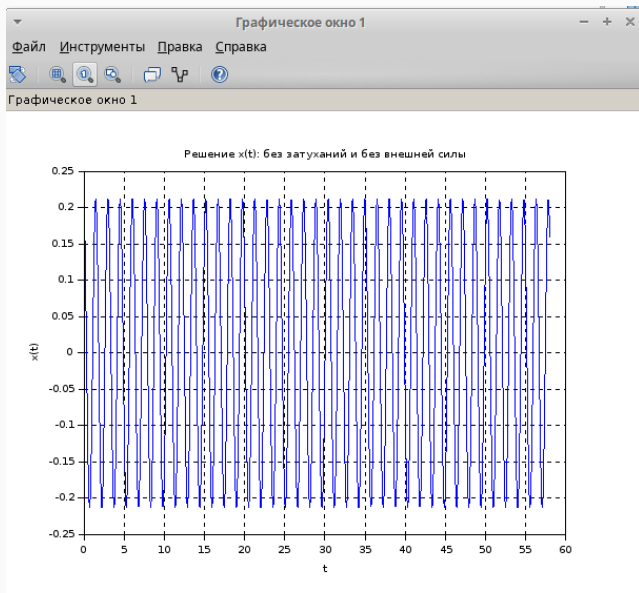 Графическое окно 1
Файл Инструменты Правка Справка
Графическое окно 1
Решение x(t): без затуханий и без внешней силы
0.25
0.2
0.15
0.1
0.05
0
-0.05
-0.1
-0.15
-0.2
-0.25
x(t)
0 5 10 15 20 25 30 35 40 45 50 55 60
t